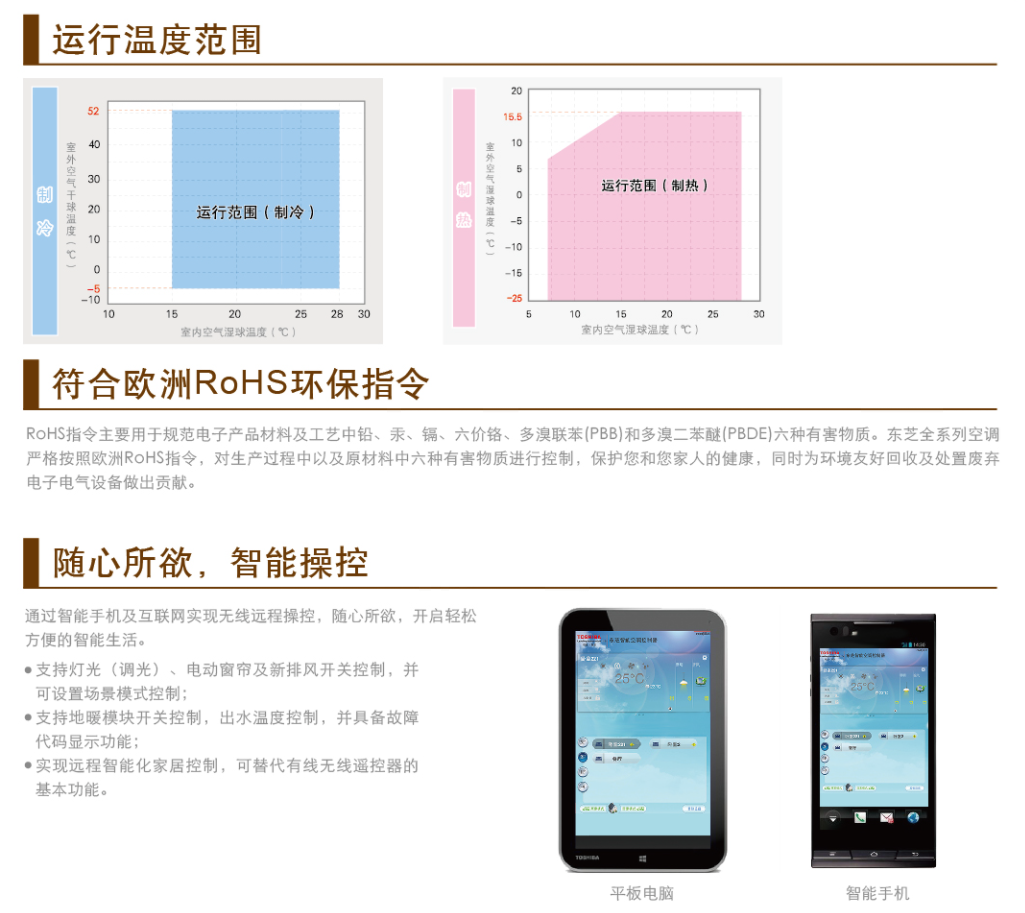 运行温度范围
制冷
室外空气干球温度(℃)
52
40
30
20
10
0
-5
-10
运行范围(制冷)
10 15 20 25 28 30
室内空气湿球温度(℃)
制热
室外空气湿球温度(℃)
20
15.5
10
5
0
-5
-10
-15
-25
运行范围(制热)
5 10 15 20 25 30
室内空气湿球温度(℃)
符合欧洲RoHS环保指令
RoHS指令主要用于规范电子产品材料及工艺中铅、汞、镉、六价铬、多溴联苯(PBB)和多溴二苯醚(PBDE)六种有害物质。东芝全系列空调
严格按照欧洲RoHS指令，对生产过程中以及原材料中六种有害物质进行控制，保护您和您家人的健康，同时为环境友好回收及处置废弃
电子电气设备做出贡献。
随心所欲，智能操控
通过智能手机及互联网实现无线远程操控，随心所欲，开启轻松
方便的智能生活。
●支持灯光（调光）、电动窗帘及新排风开关控制，并
可设置场景模式控制；
●支持地暖模块开关控制，出水温度控制，并具备故障
代码显示功能；
●实现远程智能化家居控制，可替代有线无线遥控器的
基本功能。
TOSHIBA
25℃
TOSHIBA
25℃
平板电脑
智能手机